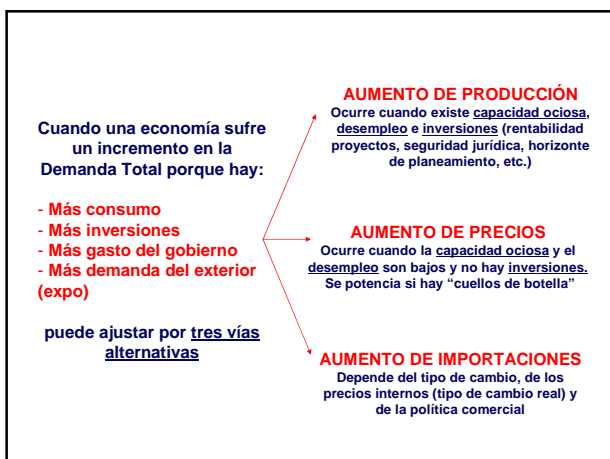 Cuando una economía sufre
un incremento en la
Demanda Total porque hay:
- Más consumo
- Más inversiones
- Más gasto del gobierno
- Más demanda del exterior
(expo)
puede ajustar por tres vías
alternativas
AUMENTO DE PRODUCCIÓN
Ocurre cuando existe capacidad ociosa,
desempleo e inversiones (rentabilidad
proyectos, seguridad jurídica, horizonte
de planeamiento, etc.)
AUMENTO DE PRECIOS
Ocurre cuando la capacidad ociosa y el
desempleo son bajos y no hay inversiones.
Se potencia si hay “cuellos de botella”
AUMENTO DE IMPORTACIONES
Depende del tipo de cambio, de los
precios internos (tipo de cambio real) y
de la política comercial